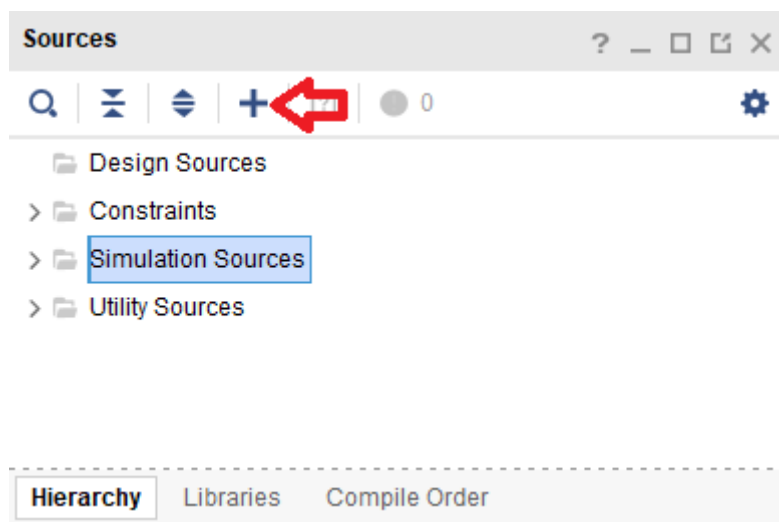 Sources ?
0
Design Sources
Constraints
Simulation Sources
Utility Sources
Hierarchy Libraries Compile Order